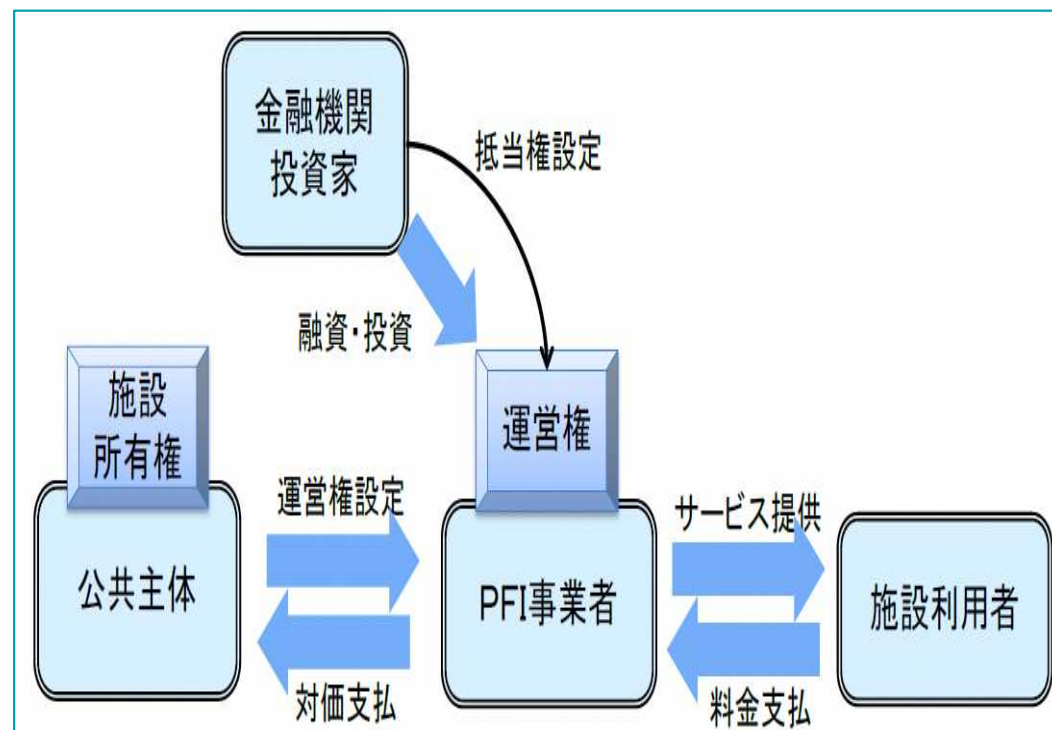 金融機関
投資家
抵当権設定
融資・投資
施設
所有権
運営権
運営権設定
サービス提供
公共主体
PFI事業者
施設利用者
対価支払
料金支払